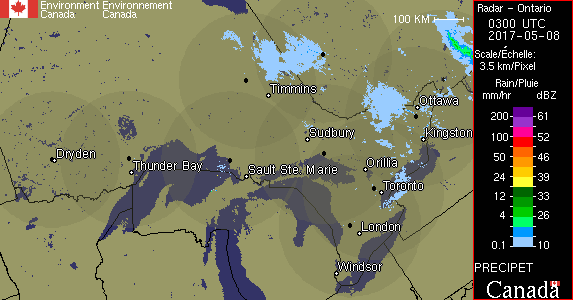 Environment Environnement
Canada Canada
100 KM
Timmins
Ottawa
Sudbury
Kingston
Dryden
Thunder Bay
Sault Ste. Marie
Orillia
Toronto
London
Windsor
Radar - Ontario
0300 UTC
2017-05-08
Scale/Échelle:
3.5 km/Pixel
Rain/Pluie
mm/hr dBZ
200 61
100 52
50 46
24 39
12 33
4 26
0.1 10
PRECIPET
Canada